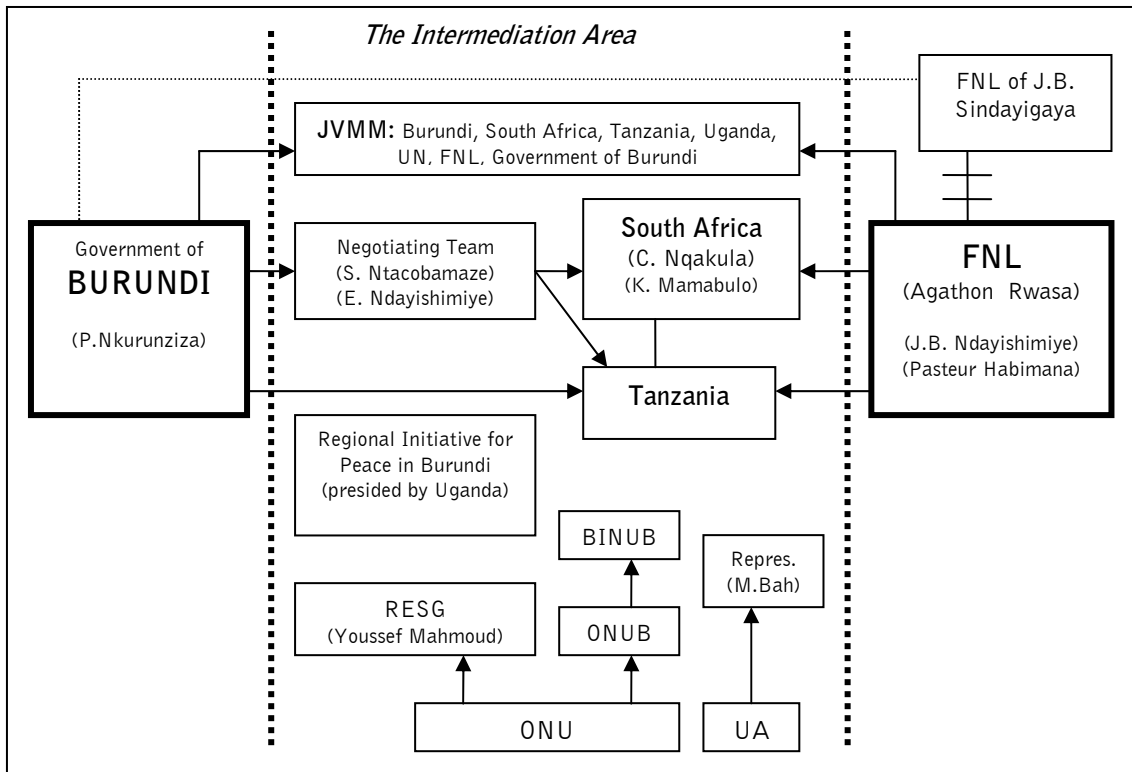 The Intermediation Area
FNL of J.B.
Sindayigaya
JVMM: Burundi, South Africa, Tanzania, Uganda,
UN, FNL, Government of Burundi
Government of
BURUNDI
(P.Nkurunziza)
Negotiating Team
(S. Ntacobamaze)
(E. Ndayishimiye)
South Africa
(C. Nqakula)
(K. Mamabulo)
FNL
(Agathon Rwasa)
(J.B. Ndayishimiye)
(Pasteur Habimana)
Tanzania
Regional Initiative for
Peace in Burundi
(presided by Uganda)
BINUB
Repres.
(M.Bah)
RESG
(Youssef Mahmoud)
ONUB
ONU
UA